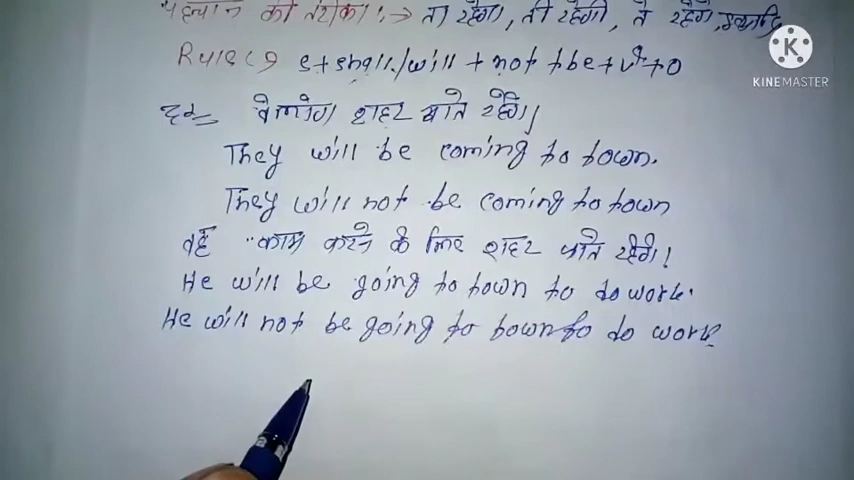 पहचान का तरीका :→ ता रहेगा, ती रहेगी, ते रहेंगे, इत्यादि
Rule (2) S + shall/will + not + be + v⁴ + O
वे लोग शहर आते रहेंगे।
They will be coming to town.
They will not be coming to town
वह काम करने के लिए शहर जाते रहेंगे।
He will be going to town to do work.
He will not be going to town to do work.
KINEMASTER